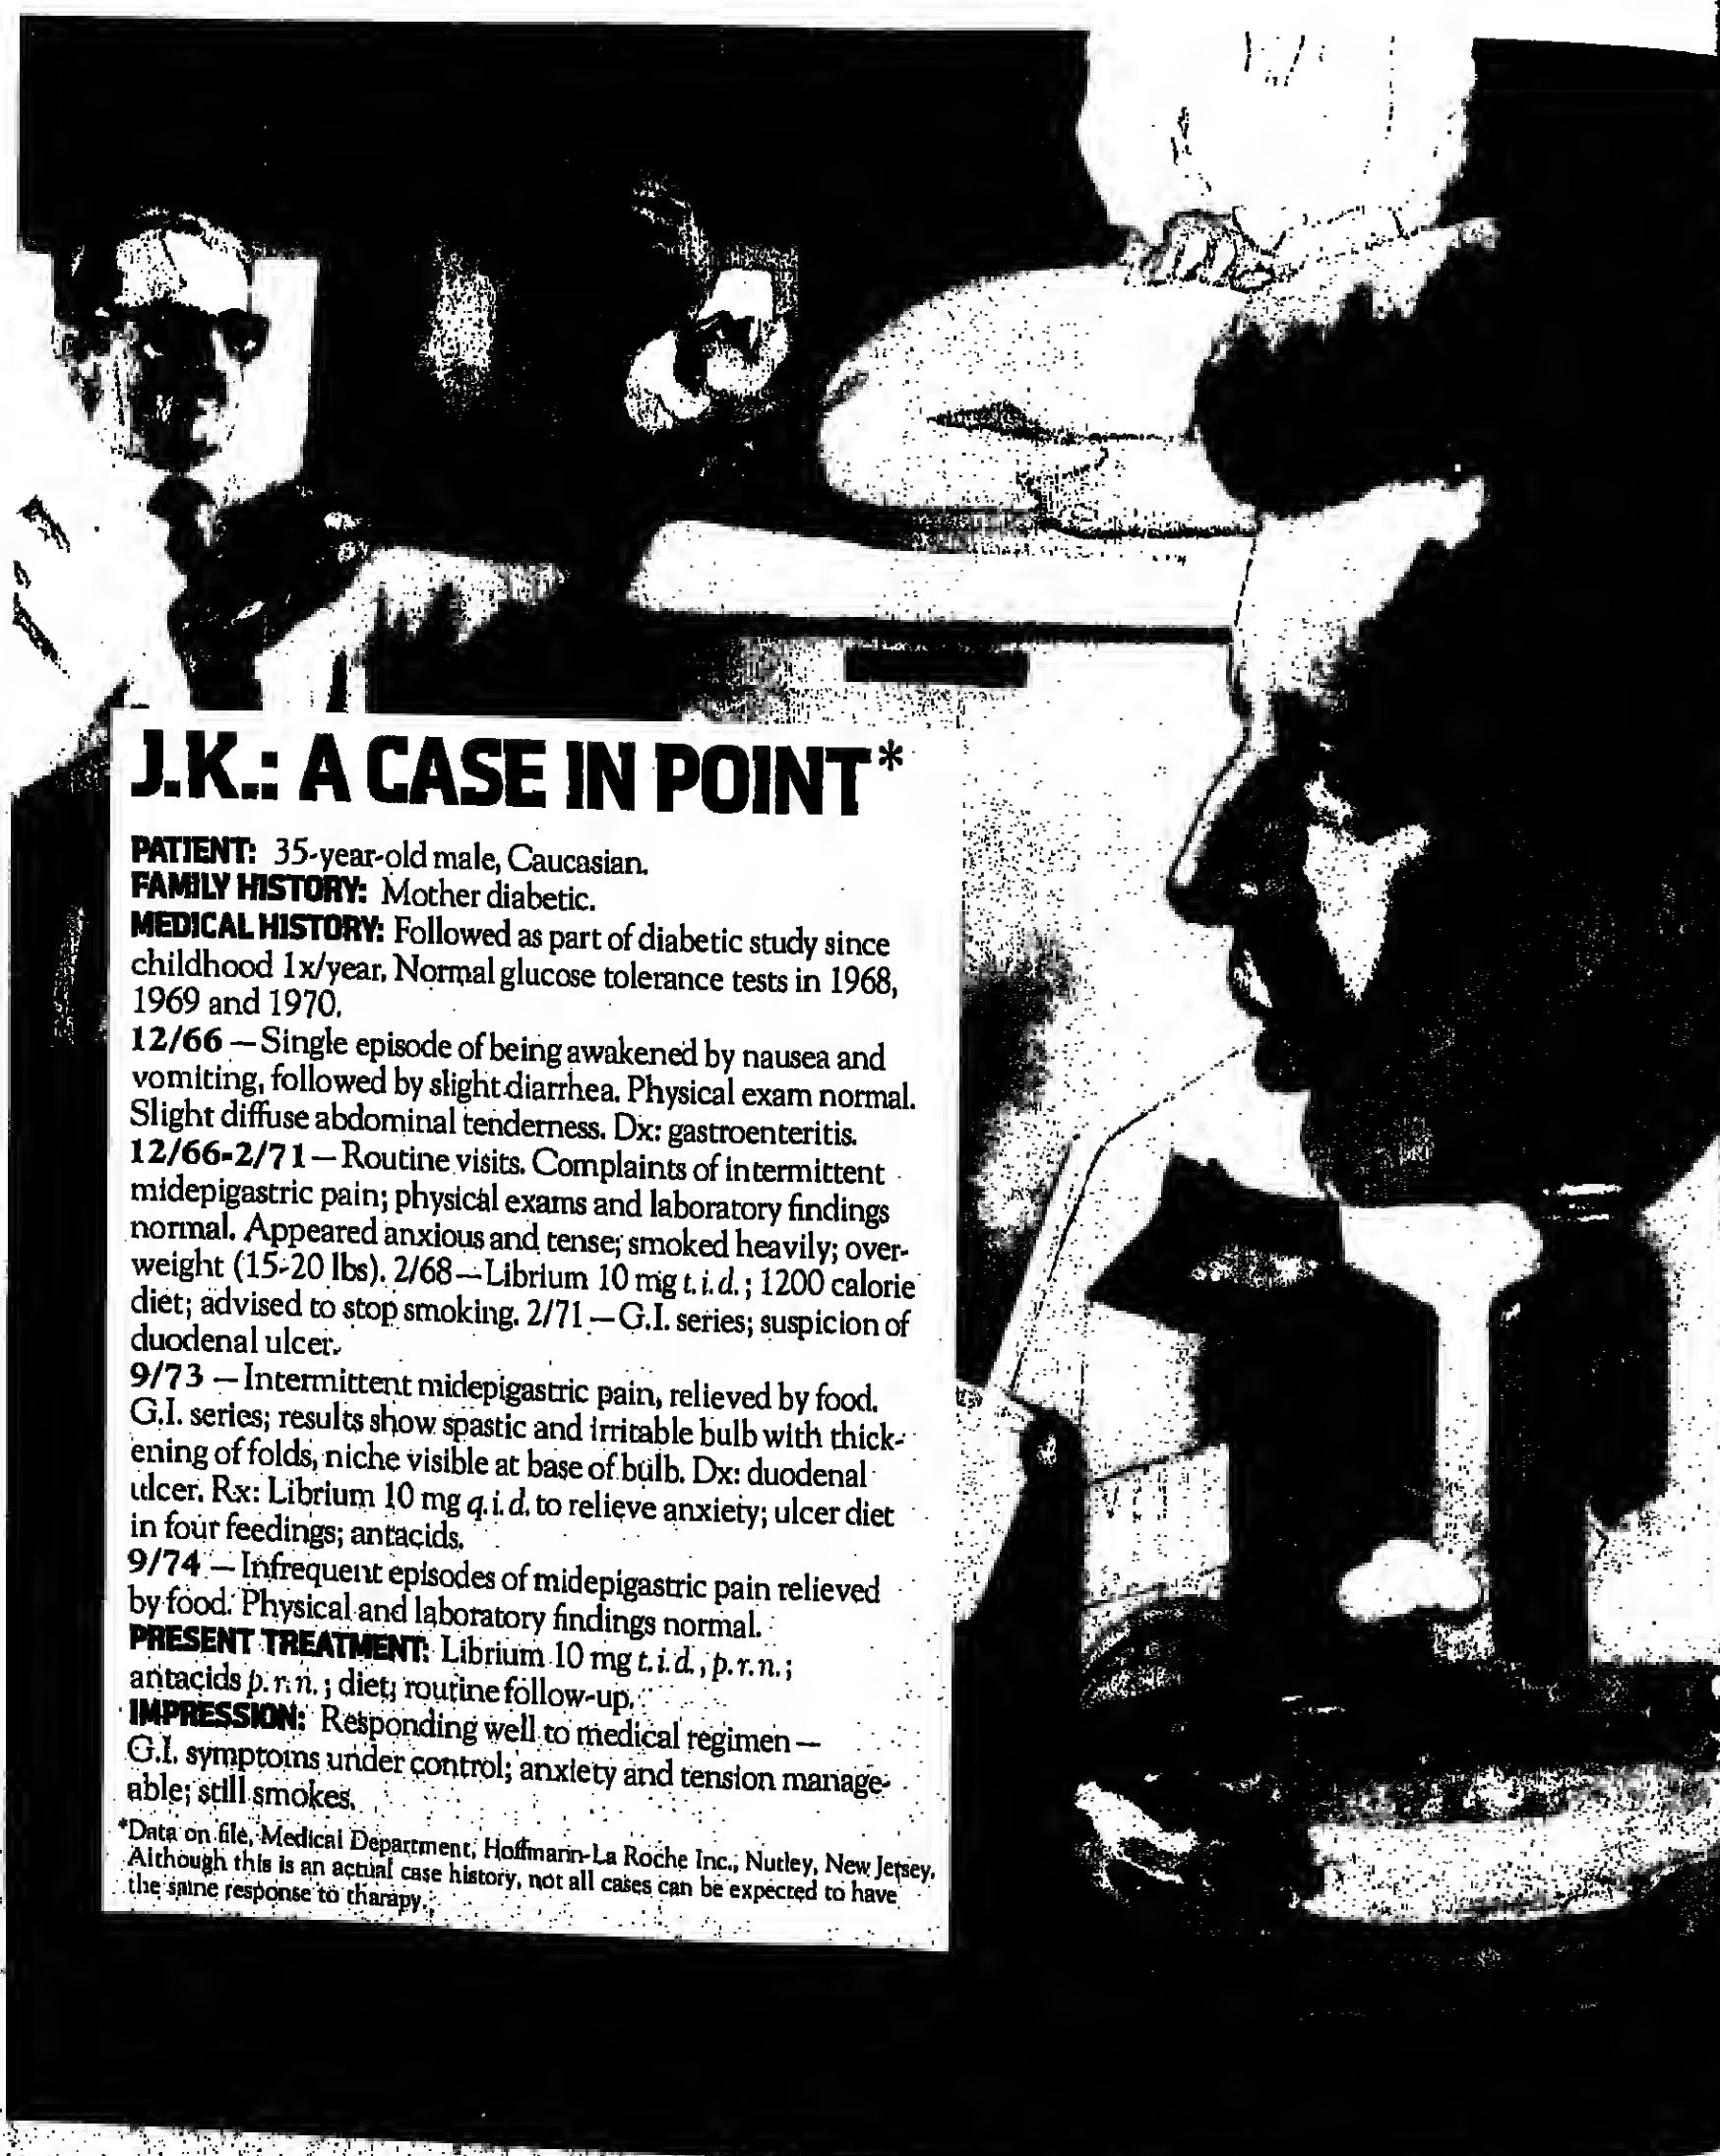 J.K.: A CASE IN POINT*
PATIENT: 35-year-old male, Caucasian.
FAMILY HISTORY: Mother diabetic.
MEDICAL HISTORY: Followed as part of diabetic study since
childhood 1x/year. Normal glucose tolerance tests in 1968,
1969 and 1970.
12/66 — Single episode of being awakened by nausea and
vomiting, followed by slight diarrhea. Physical exam normal.
Slight diffuse abdominal tenderness. Dx: gastroenteritis.
12/66-2/71 — Routine visits. Complaints of intermittent
midepigastric pain; physical exams and laboratory findings
normal. Appeared anxious and tense; smoked heavily; over-
weight (15-20 lbs). 2/68 — Librium 10 mg t.i.d.; 1200 calorie
diet; advised to stop smoking. 2/71 — G.I. series; suspicion of
duodenal ulcer.
9/73 — Intermittent midepigastric pain, relieved by food.
G.I. series; results show spastic and irritable bulb with thick-
ening of folds, niche visible at base of bulb. Dx: duodenal
ulcer. Rx: Librium 10 mg q.i.d. to relieve anxiety; ulcer diet
in four feedings; antacids.
9/74 — Infrequent episodes of midepigastric pain relieved
by food. Physical and laboratory findings normal.
PRESENT TREATMENT: Librium 10 mg t.i.d., p.r.n.;
antacids p.r.n.; diet; routine follow-up.
IMPRESSION: Responding well to medical regimen —
G.I. symptoms under control; anxiety and tension manage-
able; still smokes.
*Data on file, Medical Department, Hoffmann-La Roche Inc., Nutley, New Jersey.
Although this is an actual case history, not all cases can be expected to have
the same response to therapy.